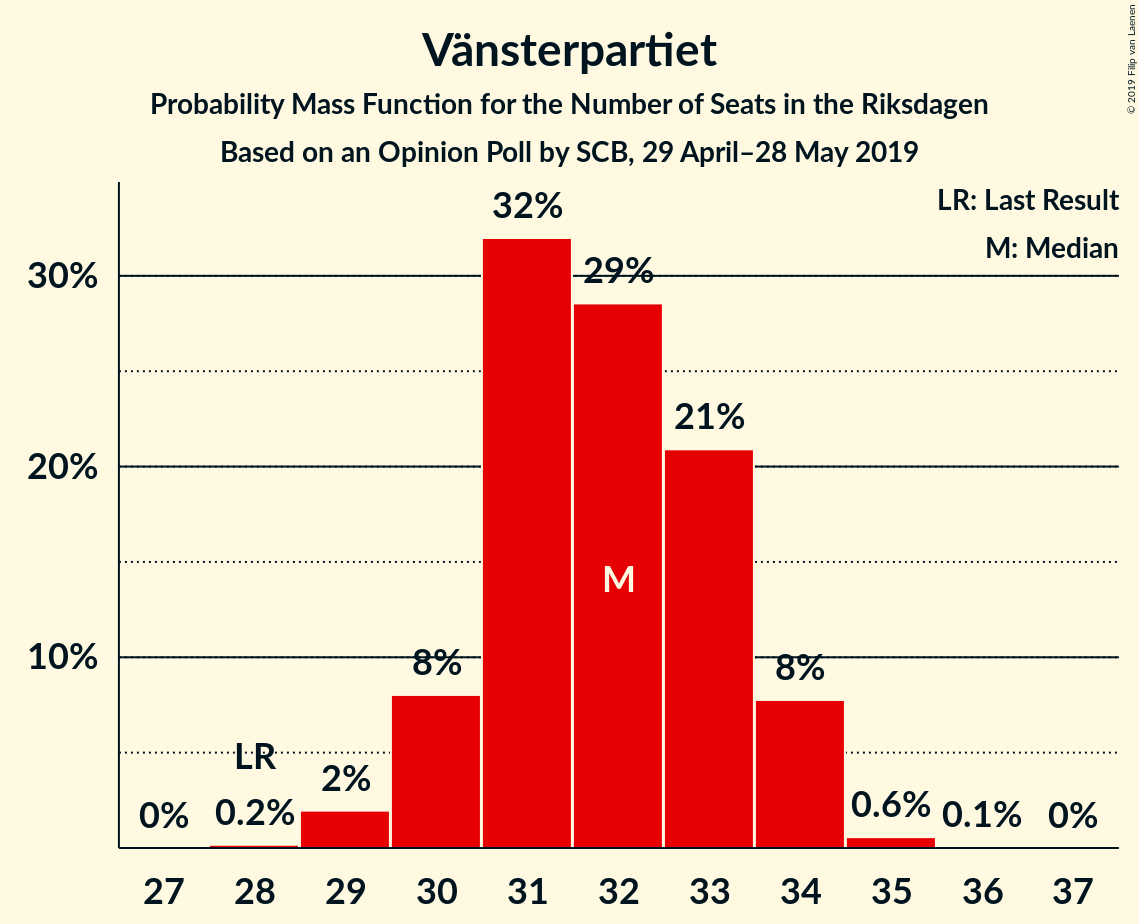 Vänsterpartiet
Probability Mass Function for the Number of Seats in the Riksdagen
Based on an Opinion Poll by SCB, 29 April–28 May 2019
© 2019 Filip van Laenen
LR: Last Result
M: Median
30%
20%
10%
0%
LR
0.2%
2%
8%
32%
29%
M
21%
8%
0.6%
0.1%
0%
27 28 29 30 31 32 33 34 35 36 37